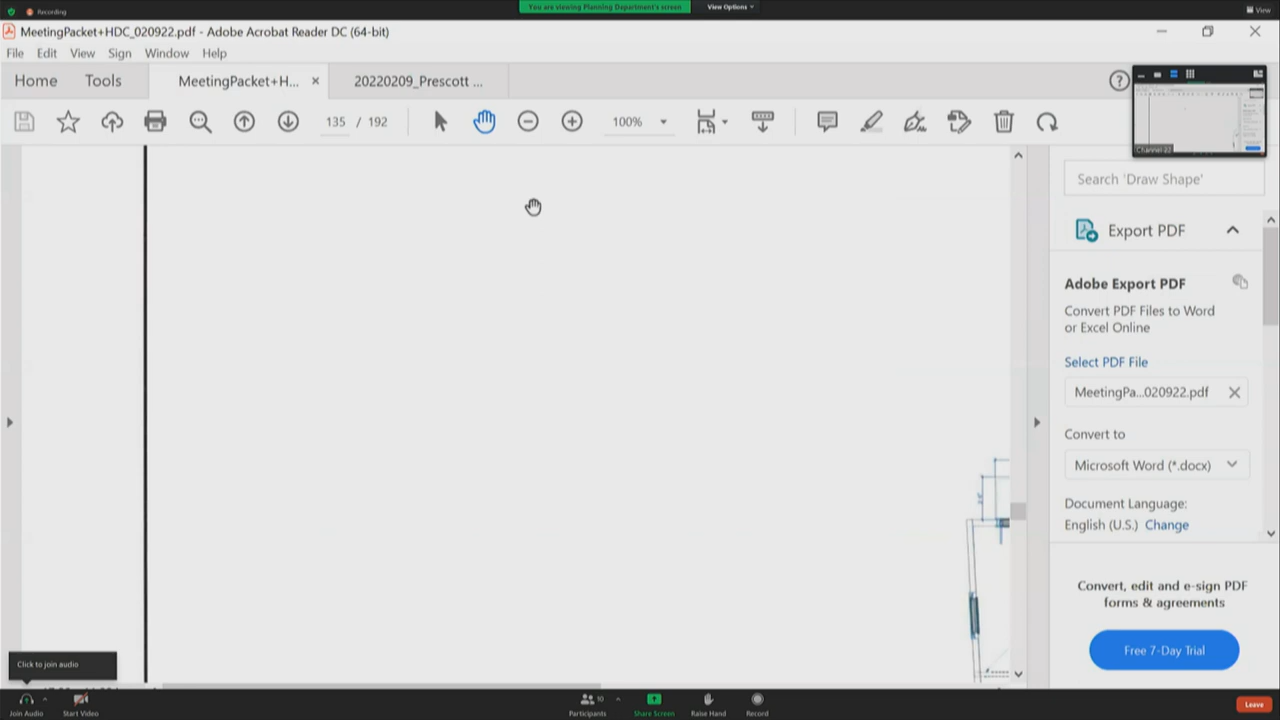 Recording
You are viewing Planning Department's screen
View Options
View
MeetingPacket+HDC_020922.pdf - Adobe Acrobat Reader DC (64-bit)
File Edit View Sign Window Help
Home Tools MeetingPacket+H... × 20220209_Prescott ...
135 / 192 100%
Channel 22
Search 'Draw Shape'
Export PDF
Adobe Export PDF
Convert PDF Files to Word
or Excel Online
Select PDF File
MeetingPa...020922.pdf
Convert to
Microsoft Word (*.docx)
Document Language:
English (U.S.) Change
Convert, edit and e-sign PDF
forms & agreements
Free 7-Day Trial
Click to join audio
Join Audio Start Video Participants 10 Share Screen Raise Hand Record Leave